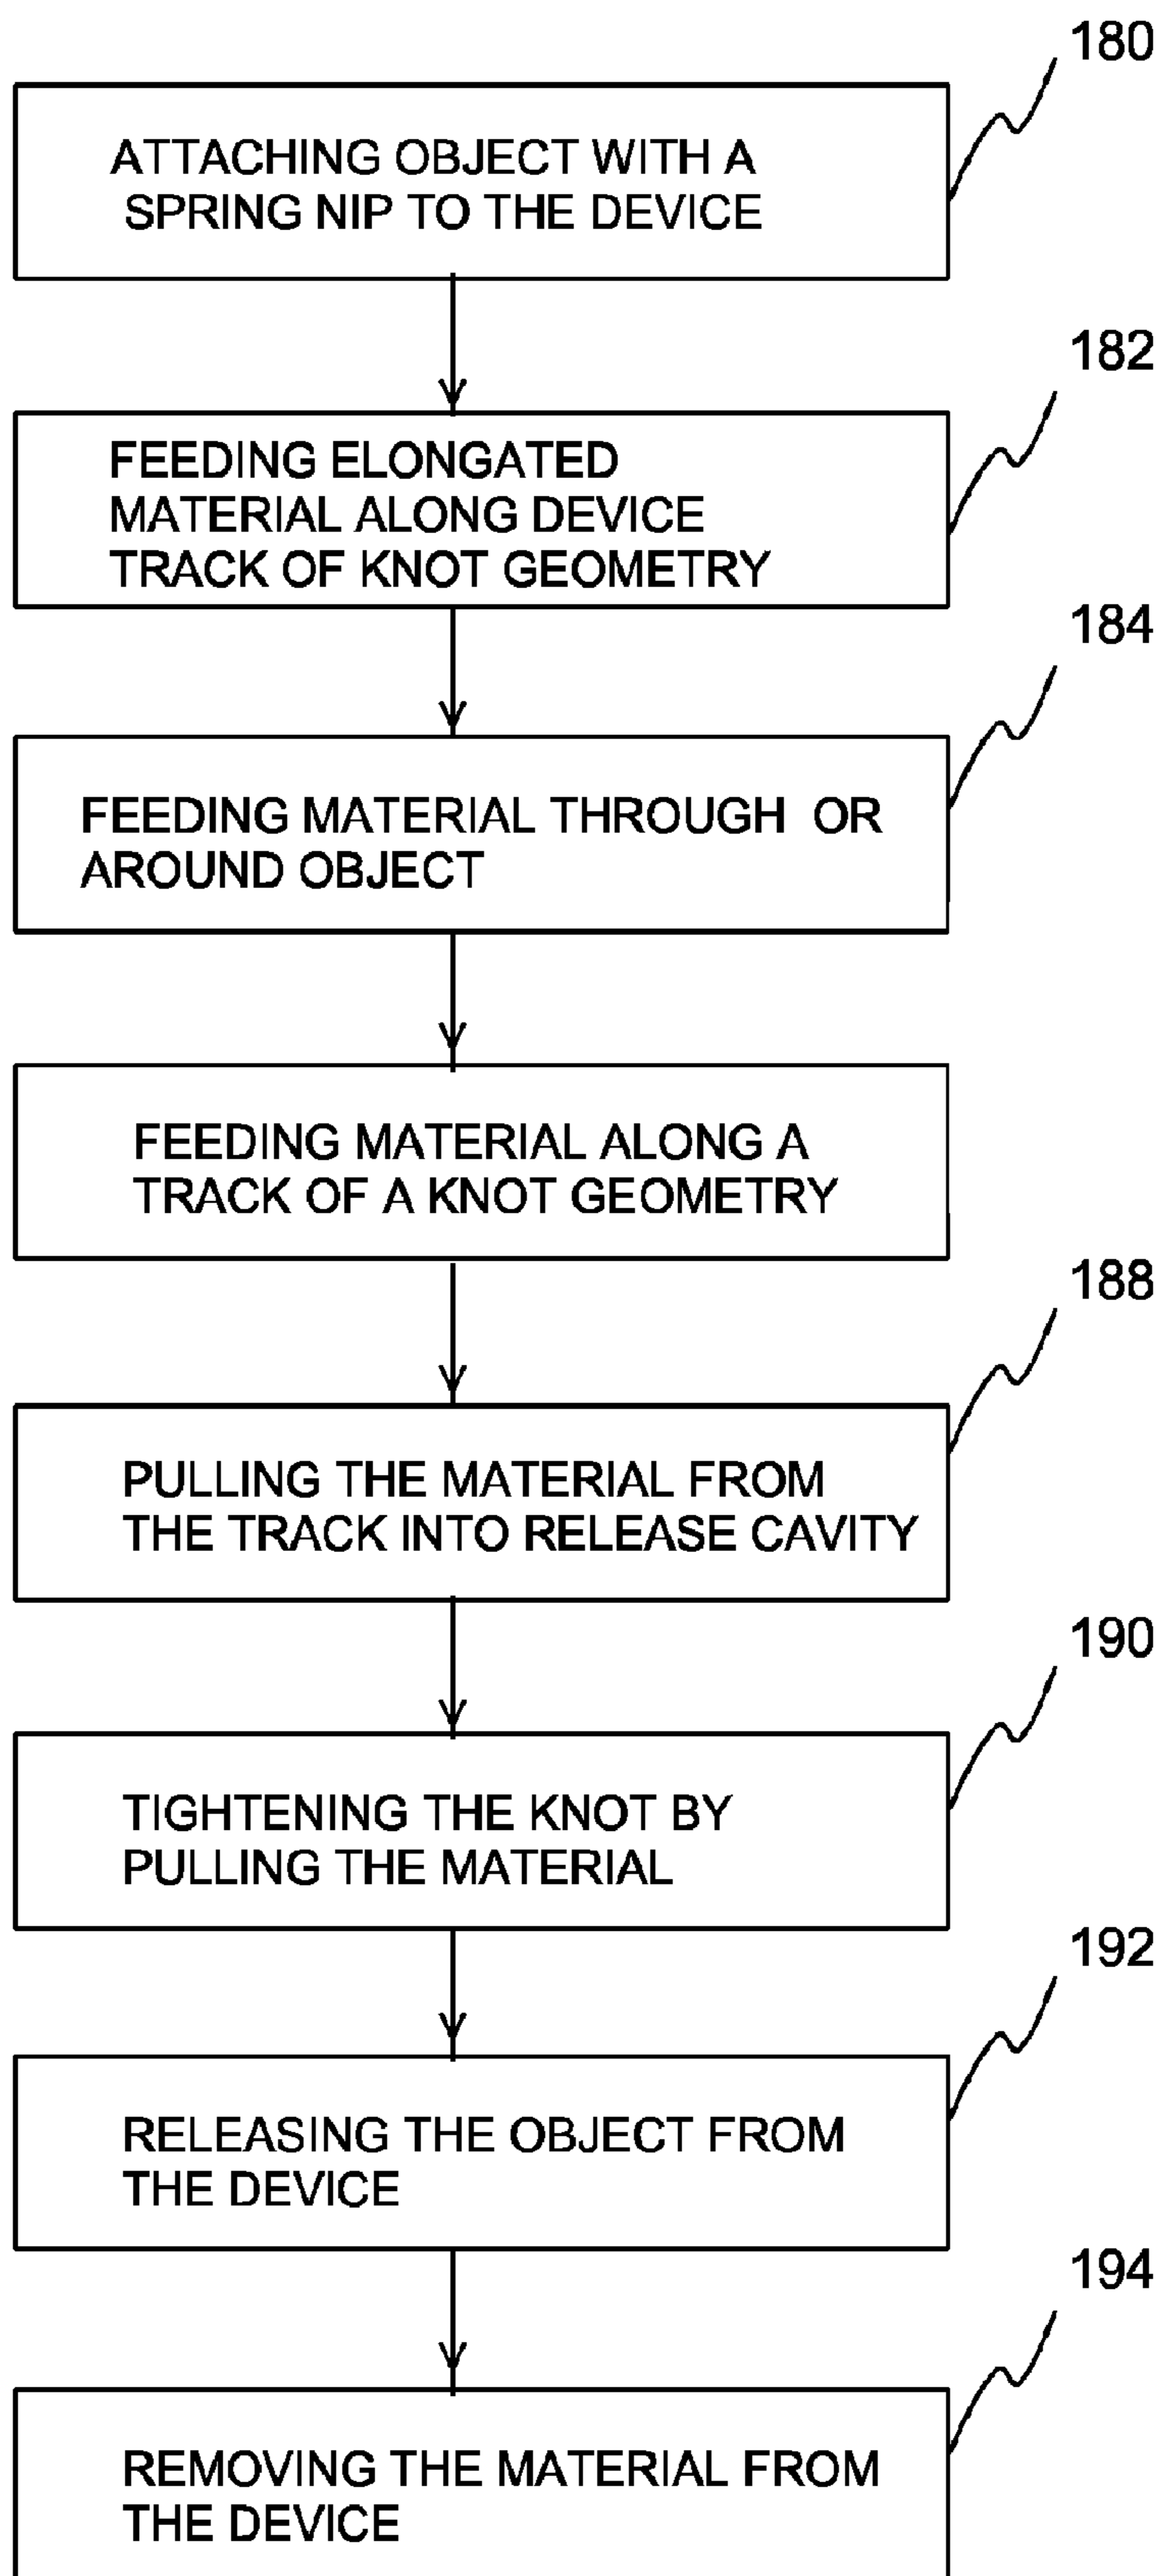 180
ATTACHING OBJECT WITH A
SPRING NIP TO THE DEVICE
182
FEEDING ELONGATED
MATERIAL ALONG DEVICE
TRACK OF KNOT GEOMETRY
184
FEEDING MATERIAL THROUGH OR
AROUND OBJECT
FEEDING MATERIAL ALONG A
TRACK OF A KNOT GEOMETRY
188
PULLING THE MATERIAL FROM
THE TRACK INTO RELEASE CAVITY
190
TIGHTENING THE KNOT BY
PULLING THE MATERIAL
192
RELEASING THE OBJECT FROM
THE DEVICE
194
REMOVING THE MATERIAL FROM
THE DEVICE